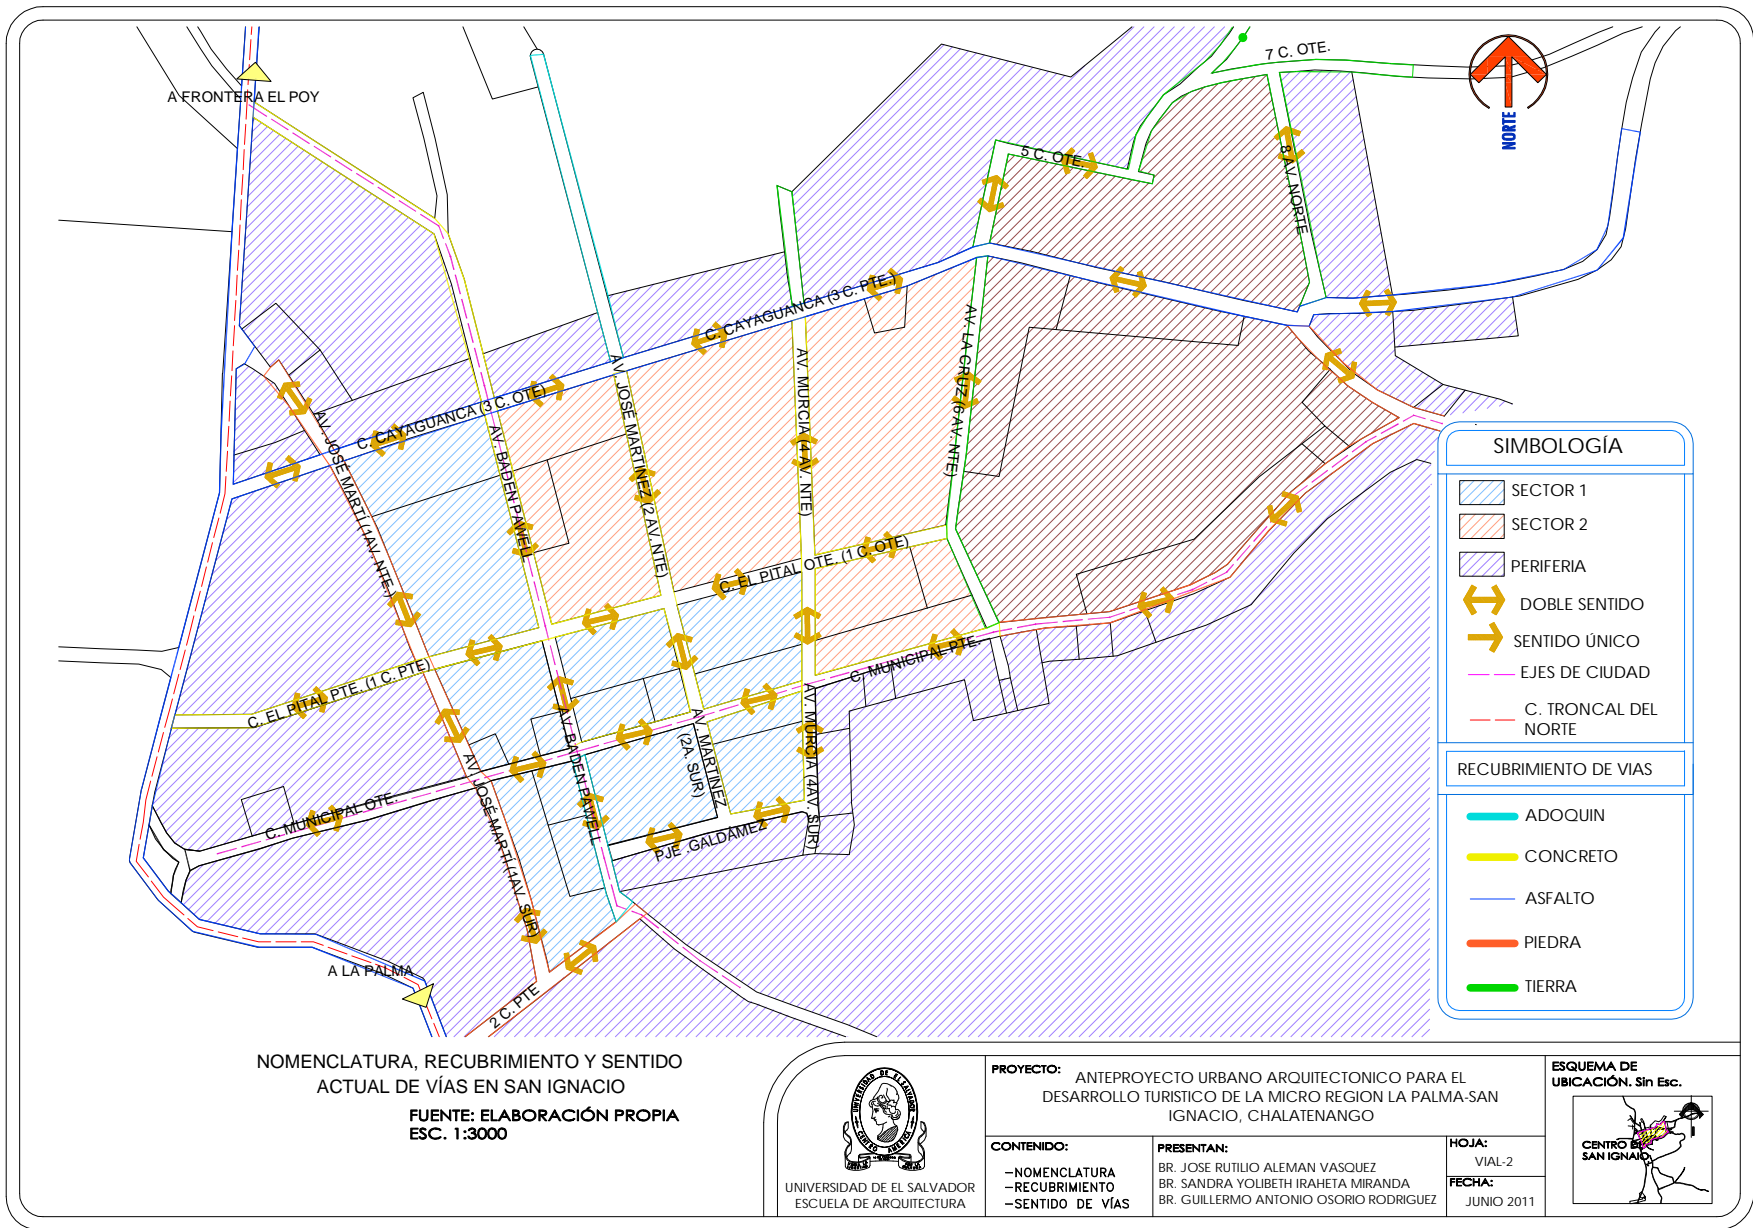 7 C. OTE.
A FRONTERA EL POY
NORTE
5 C. OTE.
8 AV. NORTE
C. CAYAGUANCA (3 C. PTE.)
AV. LA CRUZ (6 AV. NTE)
AV. MURCIA (4 AV. NTE)
AV. JOSÉ MARTINEZ (2 AV. NTE)
C. CAYAGUANCA (3 C. OTE)
AV. JOSÉ MARTÍ (1AV. NTE.)
AV. BADEN PAWELL
C. EL PITAL OTE. (1 C. OTE)
C. MUNICIPAL PTE.
C. EL PITAL PTE. (1 C. PTE)
AV. BADEN PAWELL
AV. MARTINEZ
(2A. SUR)
AV. MURCIA (4AV. SUR)
AV. JOSÉ MARTÍ (1AV. SUR)
C. MUNICIPAL OTE.
PJE .GALDAMEZ
A LA PALMA
2 C. PTE
SIMBOLOGÍA
SECTOR 1
SECTOR 2
PERIFERIA
DOBLE SENTIDO
SENTIDO ÚNICO
EJES DE CIUDAD
C. TRONCAL DEL
NORTE
RECUBRIMIENTO DE VIAS
ADOQUIN
CONCRETO
ASFALTO
PIEDRA
TIERRA
NOMENCLATURA, RECUBRIMIENTO Y SENTIDO
ACTUAL DE VÍAS EN SAN IGNACIO
FUENTE: ELABORACIÓN PROPIA
ESC. 1:3000
UNIVERSIDAD DE EL SALVADOR
CENTRO AMERICA
UNIVERSIDAD DE EL SALVADOR
ESCUELA DE ARQUITECTURA
PROYECTO:
ANTEPROYECTO URBANO ARQUITECTONICO PARA EL
DESARROLLO TURISTICO DE LA MICRO REGION LA PALMA-SAN
IGNACIO, CHALATENANGO
CONTENIDO:
-NOMENCLATURA
-RECUBRIMIENTO
-SENTIDO DE VÍAS
PRESENTAN:
BR. JOSE RUTILIO ALEMAN VASQUEZ
BR. SANDRA YOLIBETH IRAHETA MIRANDA
BR. GUILLERMO ANTONIO OSORIO RODRIGUEZ
HOJA:
VIAL-2
FECHA:
JUNIO 2011
ESQUEMA DE
UBICACIÓN. Sin Esc.
CENTRO DE
SAN IGNAIO